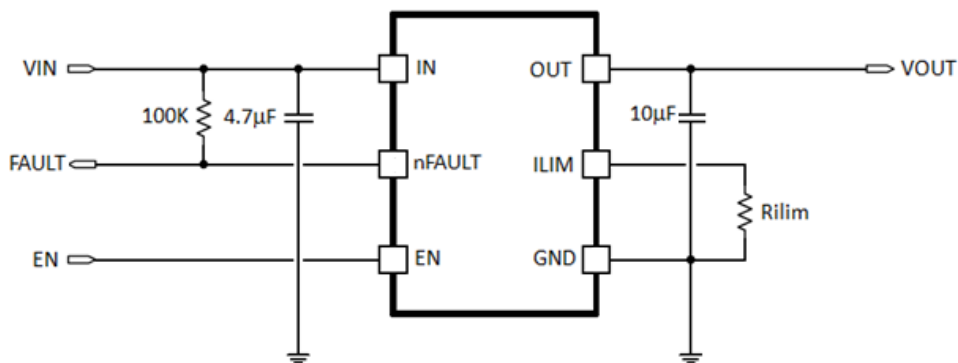 VIN
IN
OUT
VOUT
100K
4.7µF
10µF
FAULT
nFAULT
ILIM
Rilim
EN
EN
GND